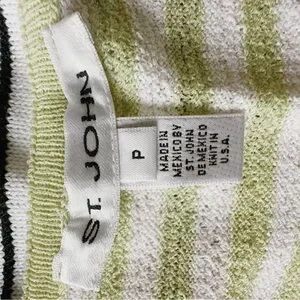 ST. JOHN
P
MADE IN
MEXICO BY
ST. JOHN
DE MEXICO
KNIT IN
U.S.A.